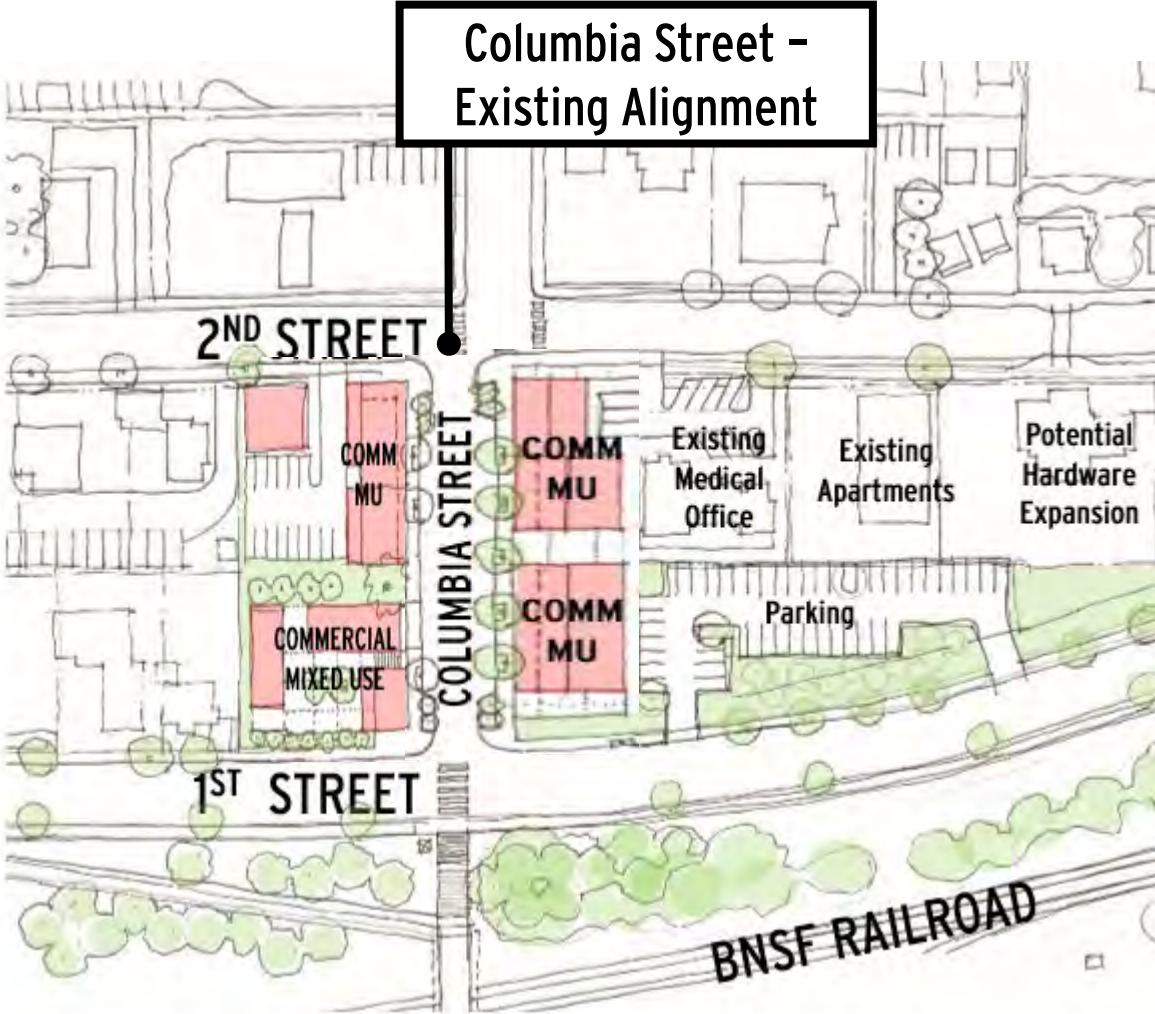 Columbia Street –
Existing Alignment
2ND STREET
COMM
MU
COLUMBIA STREET
COMM
MU
Existing
Medical
Office
Existing
Apartments
Potential
Hardware
Expansion
COMMERCIAL
MIXED USE
COMM
MU
Parking
1ST STREET
BNSF RAILROAD